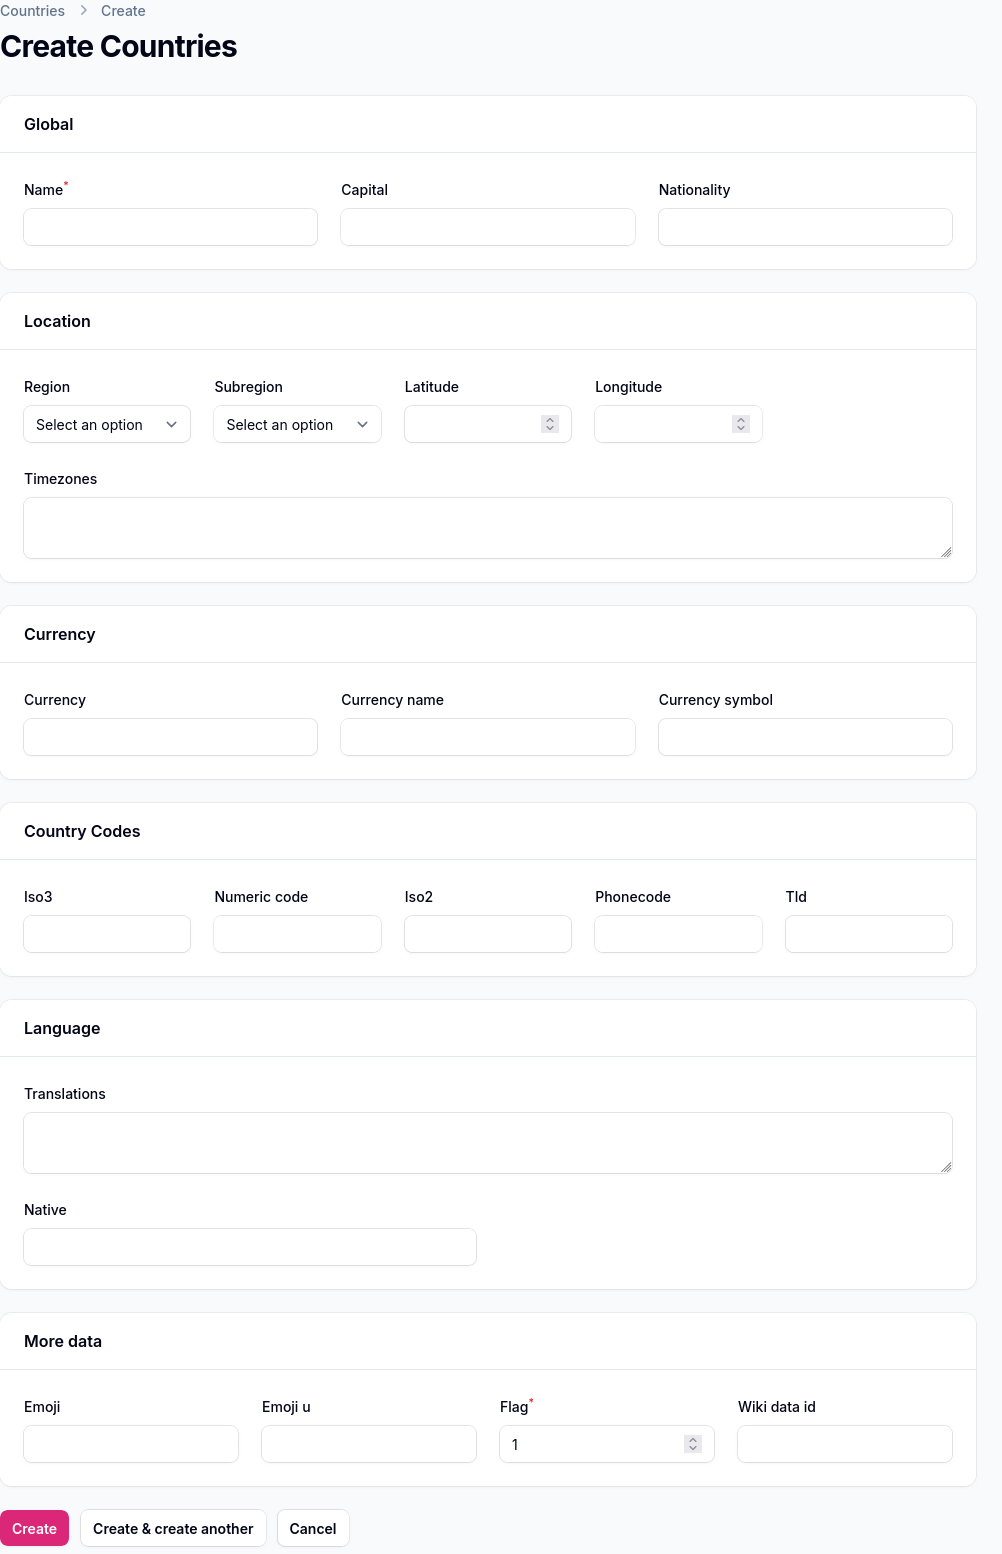 Countries > Create
Create Countries
Global
Name* Capital Nationality
Location
Region Subregion Latitude Longitude
Select an option Select an option
Timezones
Currency
Currency Currency name Currency symbol
Country Codes
Iso3 Numeric code Iso2 Phonecode Tld
Language
Translations
Native
More data
Emoji Emoji u Flag* Wiki data id
1
Create Create & create another Cancel